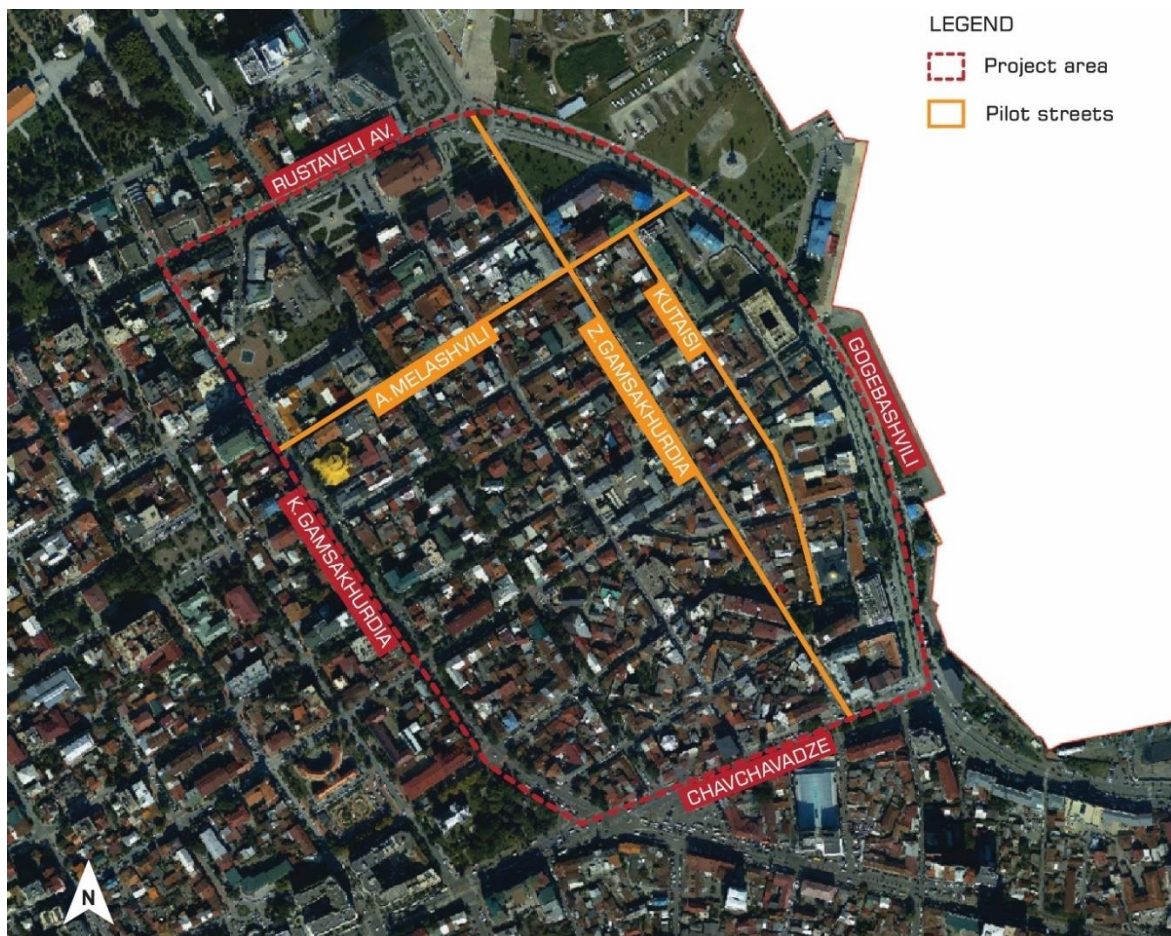 LEGEND
Project area
Pilot streets
RUSTAVELI AV.
A.MELASHVILI
KUTAISI
Z.GAMSAKHURDIA
GOGEBASHVILI
K.GAMSAKHURDIA
CHAVCHAVADZE
N